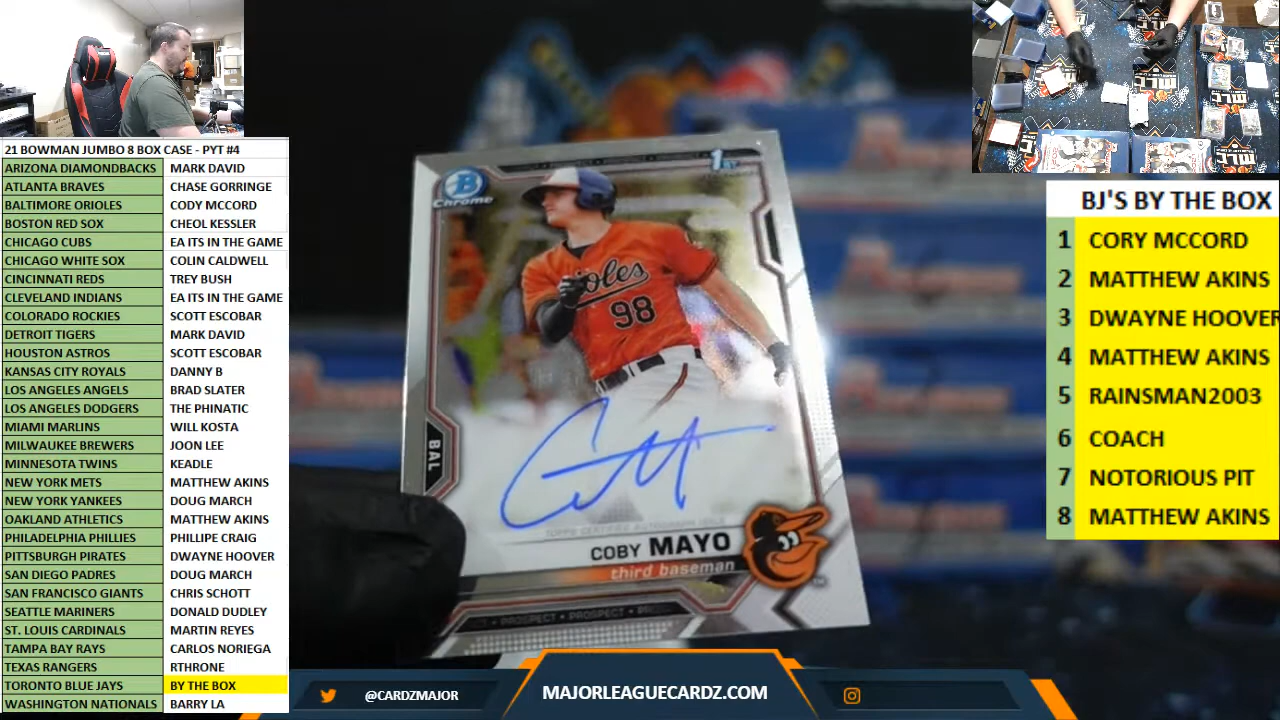 21 BOWMAN JUMBO 8 BOX CASE - PYT #4
ARIZONA DIAMONDBACKS MARK DAVID
ATLANTA BRAVES CHASE GORRINGE
BALTIMORE ORIOLES CODY MCCORD
BOSTON RED SOX CHEOL KESSLER
CHICAGO CUBS EA ITS IN THE GAME
CHICAGO WHITE SOX COLIN CALDWELL
CINCINNATI REDS TREY BUSH
CLEVELAND INDIANS EA ITS IN THE GAME
COLORADO ROCKIES SCOTT ESCOBAR
DETROIT TIGERS MARK DAVID
HOUSTON ASTROS SCOTT ESCOBAR
KANSAS CITY ROYALS DANNY B
LOS ANGELES ANGELS BRAD SLATER
LOS ANGELES DODGERS THE PHINATIC
MIAMI MARLINS WILL KOSTA
MILWAUKEE BREWERS JOON LEE
MINNESOTA TWINS KEADLE
NEW YORK METS MATTHEW AKINS
NEW YORK YANKEES DOUG MARCH
OAKLAND ATHLETICS MATTHEW AKINS
PHILADELPHIA PHILLIES PHILLIPE CRAIG
PITTSBURGH PIRATES DWAYNE HOOVER
SAN DIEGO PADRES DOUG MARCH
SAN FRANCISCO GIANTS CHRIS SCHOTT
SEATTLE MARINERS DONALD DUDLEY
ST. LOUIS CARDINALS MARTIN REYES
TAMPA BAY RAYS CARLOS NORIEGA
TEXAS RANGERS RTHRONE
TORONTO BLUE JAYS BY THE BOX
WASHINGTON NATIONALS BARRY LA
1ST
B
Chrome
Orioles
98
BAL
TOPPS CERTIFIED AUTOGRAPH ISSUE
COBY MAYO
third baseman
TM
PROSPECT • PROSPECT
BJ'S BY THE BOX
1 CORY MCCORD
2 MATTHEW AKINS
3 DWAYNE HOOVER
4 MATTHEW AKINS
5 RAINSMAN2003
6 COACH
7 NOTORIOUS PIT
8 MATTHEW AKINS
@CARDZMAJOR
MAJORLEAGUECARDZ.COM